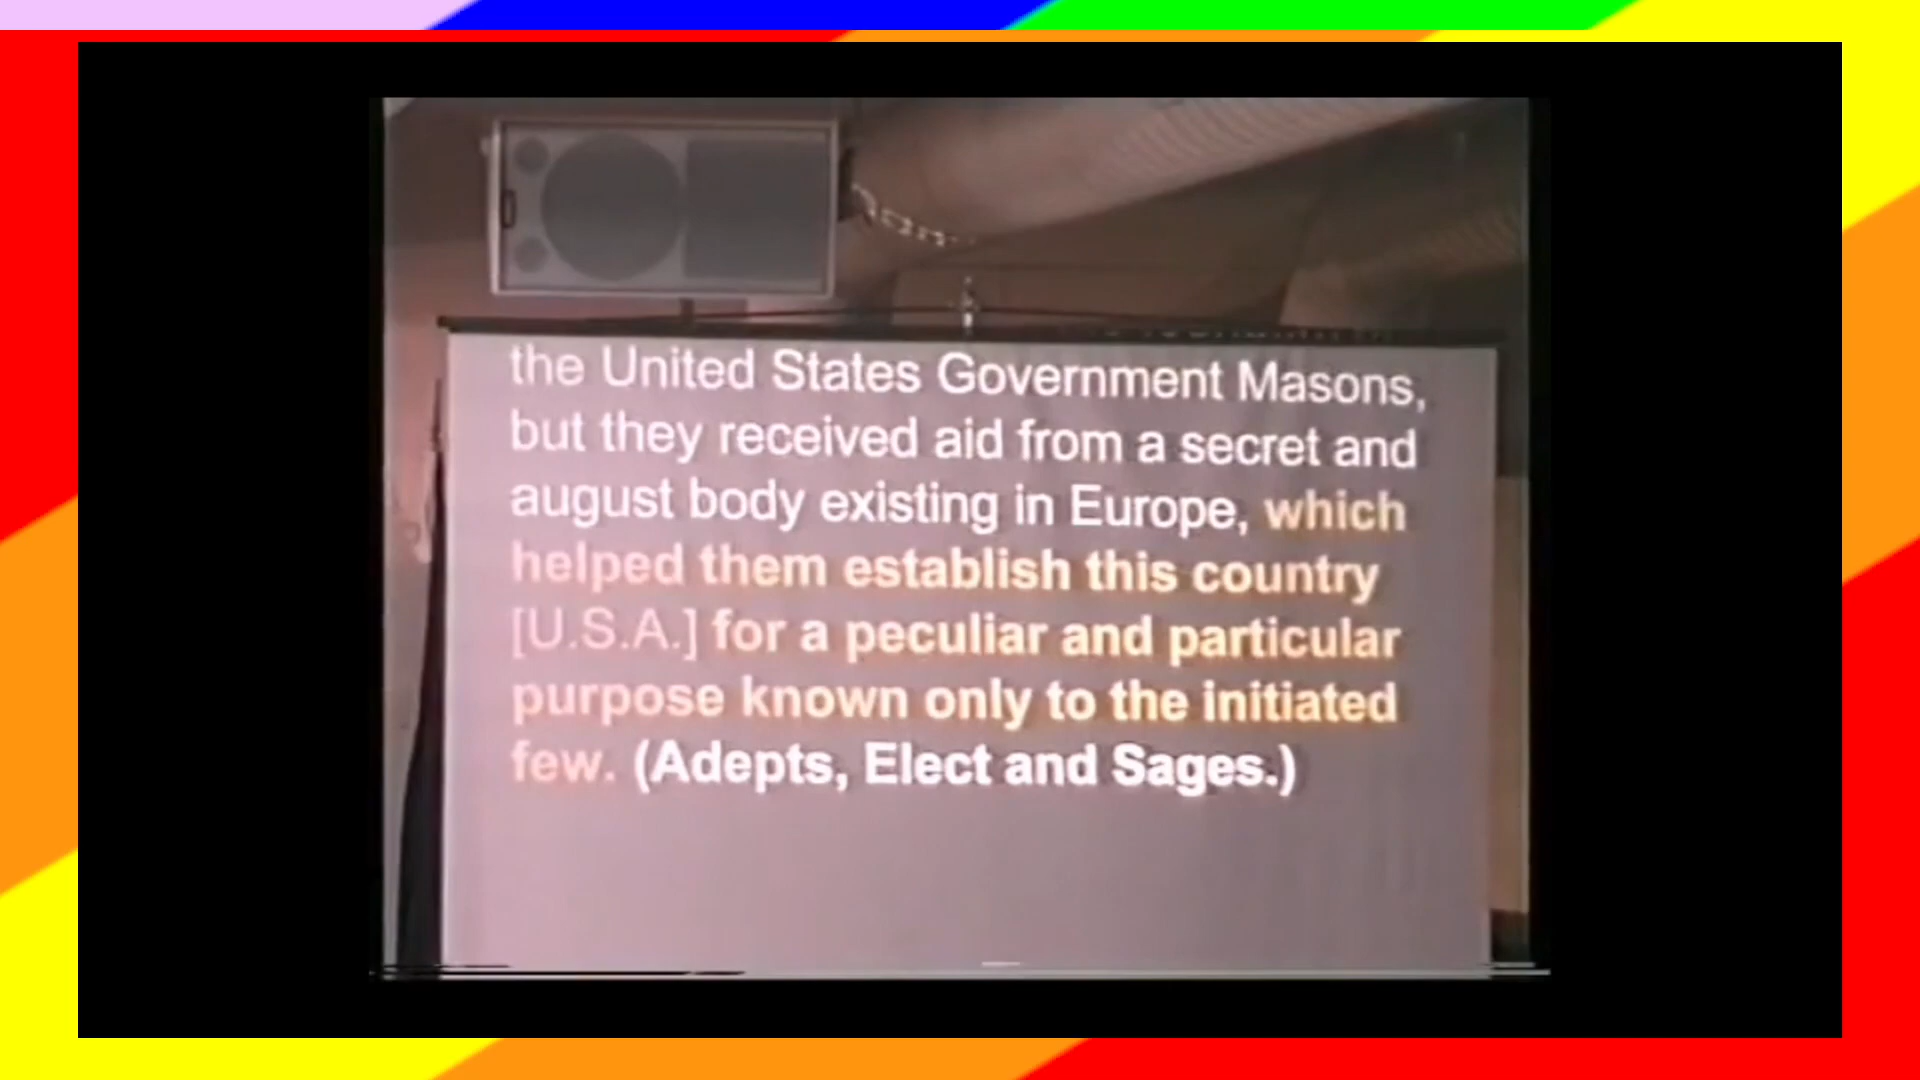 the United States Government Masons,
but they received aid from a secret and
august body existing in Europe, which
helped them establish this country
[U.S.A.] for a peculiar and particular
purpose known only to the initiated
few. (Adepts, Elect and Sages.)